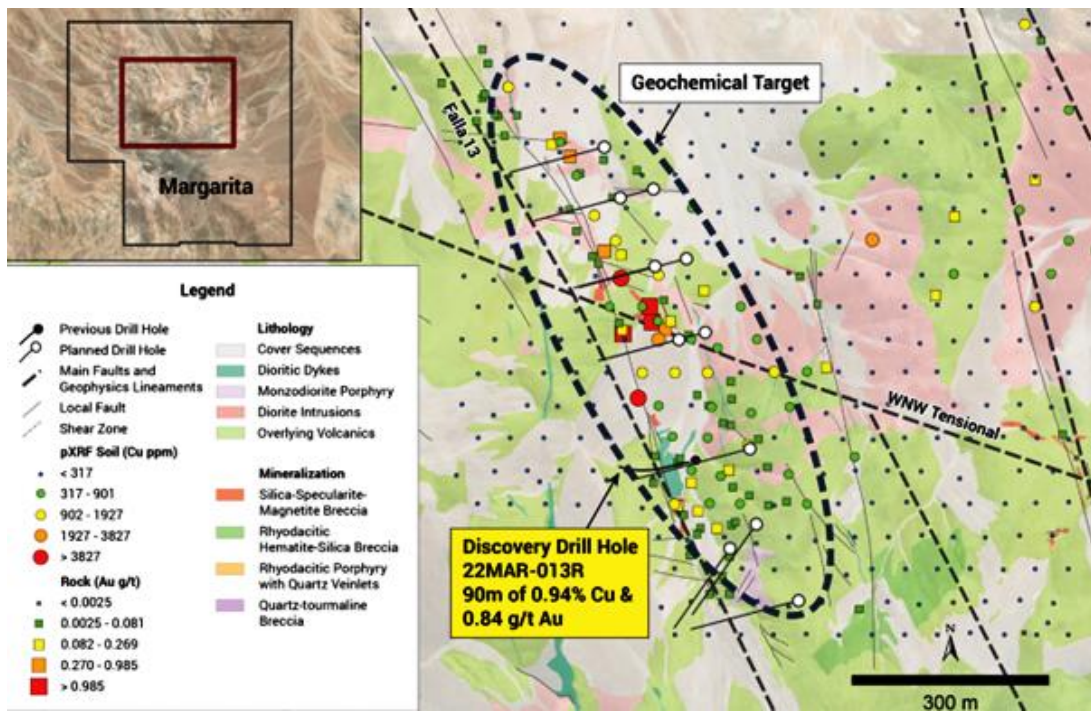 Margarita
Geochemical Target
Falla 13
WNW Tensional
Discovery Drill Hole
22MAR-013R
90m of 0.94% Cu &
0.84 g/t Au
N
300 m
Legend
Previous Drill Hole
Planned Drill Hole
Main Faults and
Geophysics Lineaments
Local Fault
Shear Zone
pXRF Soil (Cu ppm)
< 317
317 - 901
902 - 1927
1927 - 3827
> 3827
Rock (Au g/t)
< 0.0025
0.0025 - 0.081
0.082 - 0.269
0.270 - 0.985
> 0.985
Lithology
Cover Sequences
Dioritic Dykes
Monzodiorite Porphyry
Diorite Intrusions
Overlying Volcanics
Mineralization
Silica-Specularite-
Magnetite Breccia
Rhyodacitic
Hematite-Silica Breccia
Rhyodacitic Porphyry
with Quartz Veinlets
Quartz-tourmaline
Breccia